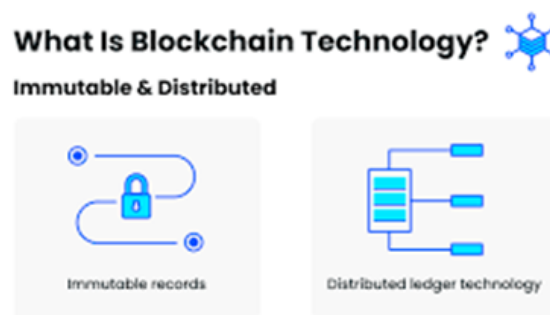 What Is Blockchain Technology?
Immutable & Distributed
Immutable records
Distributed ledger technology